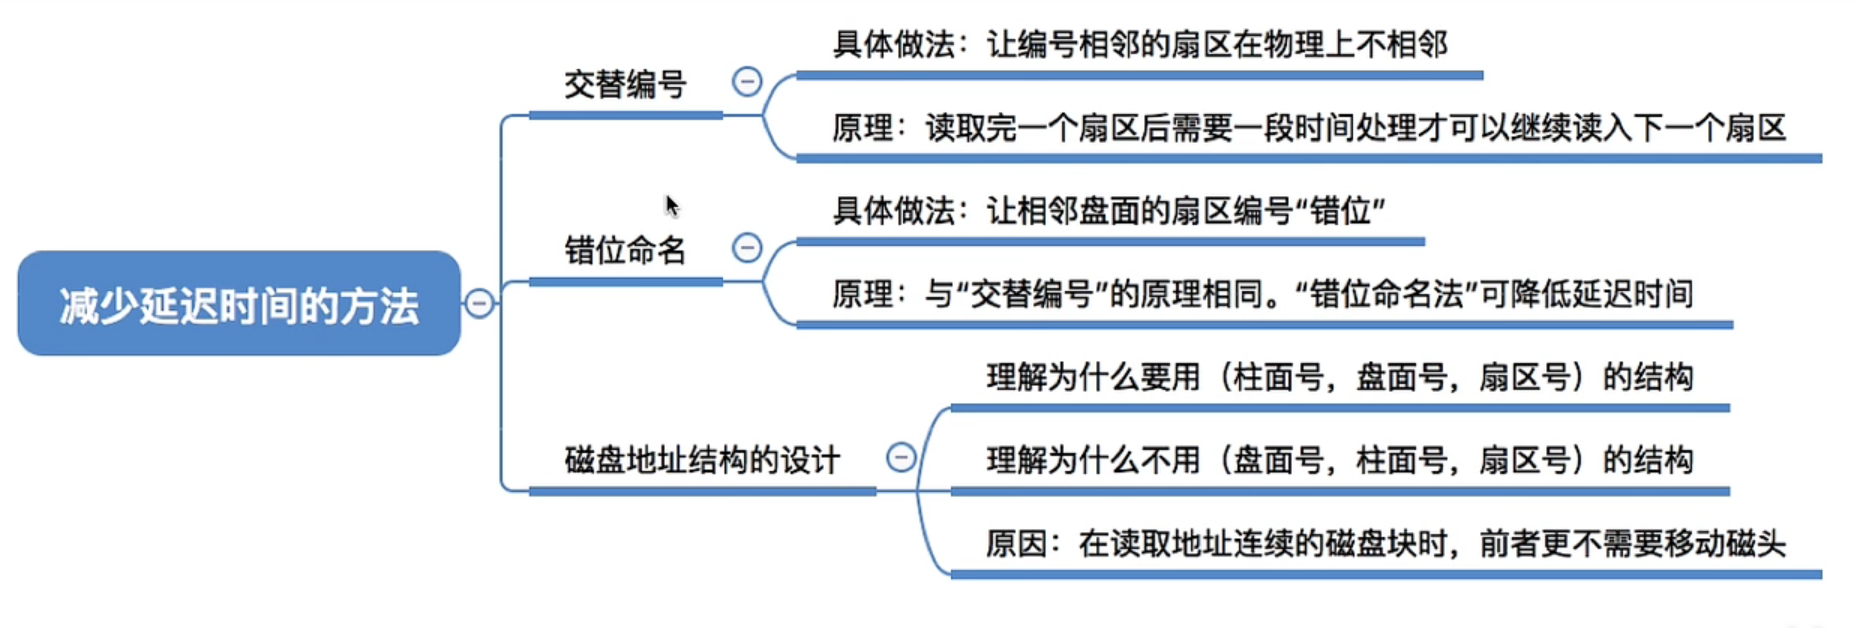 减少延迟时间的方法
交替编号
具体做法：让编号相邻的扇区在物理上不相邻
原理：读取完一个扇区后需要一段时间处理才可以继续读入下一个扇区
错位命名
具体做法：让相邻盘面的扇区编号“错位”
原理：与“交替编号”的原理相同。“错位命名法”可降低延迟时间
磁盘地址结构的设计
理解为什么要用（柱面号，盘面号，扇区号）的结构
理解为什么不用（盘面号，柱面号，扇区号）的结构
原因：在读取地址连续的磁盘块时，前者更不需要移动磁头